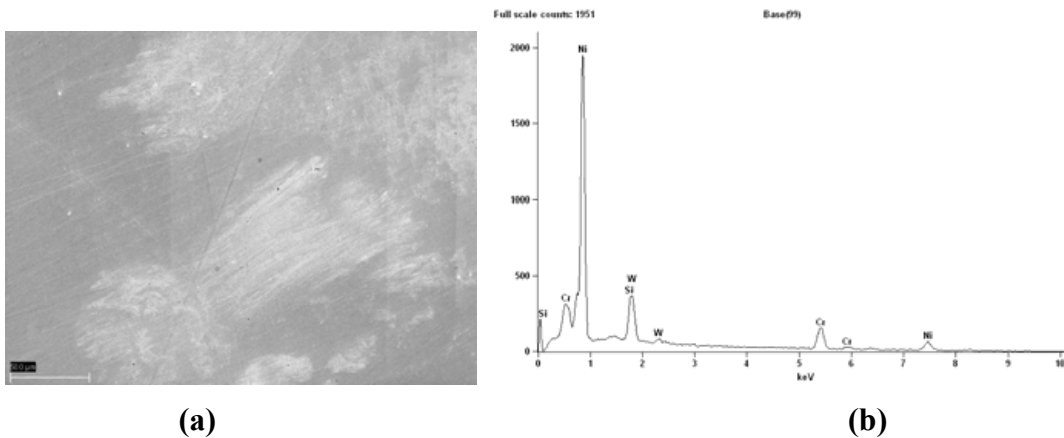 Full scale counts: 1951
Base(99)
2000
1500
1000
500
0
Ni
Si
Cr
W
Si
W
Cr
Cr
Ni
0 1 2 3 4 5 6 7 8 9 10
keV
(a)
(b)